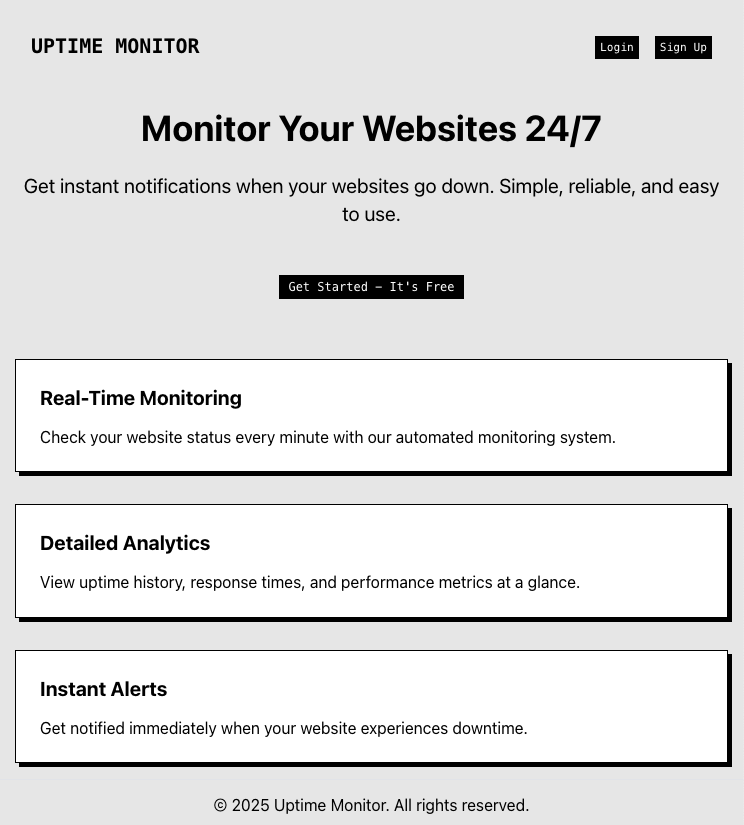 UPTIME MONITOR
Login
Sign Up
Monitor Your Websites 24/7
Get instant notifications when your websites go down. Simple, reliable, and easy
to use.
Get Started – It's Free
Real-Time Monitoring
Check your website status every minute with our automated monitoring system.
Detailed Analytics
View uptime history, response times, and performance metrics at a glance.
Instant Alerts
Get notified immediately when your website experiences downtime.
© 2025 Uptime Monitor. All rights reserved.